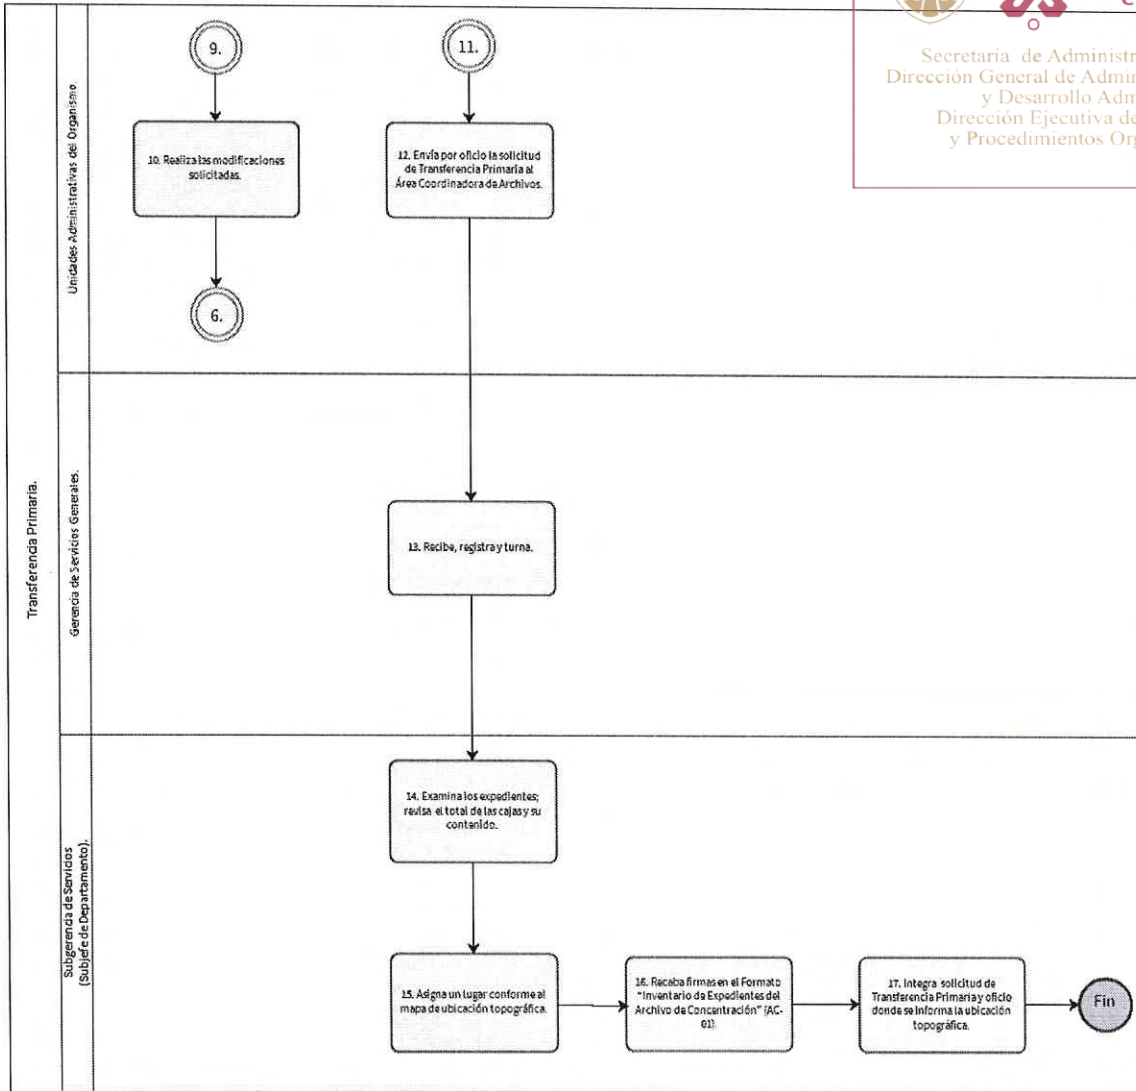 Secretaría de Administr
Dirección General de Admin
y Desarrollo Adm
Dirección Ejecutiva de
y Procedimientos Org
Transferencia Primaria.
Unidades Administrativas del Organismo.
9.
10. Realiza las modificaciones
solicitadas.
6.
11.
12. Envía por oficio la solicitud
de Transferencia Primaria al
Área Coordinadora de Archivos.
Gerencia de Servicios Generales.
13. Recibe, registra y turna.
Subgerencia de Servicios
(Subjefe de Departamento).
14. Examina los expedientes;
revisa el total de las cajas y su
contenido.
15. Asigna un lugar conforme al
mapa de ubicación topográfica.
16. Recaba firmas en el Formato
"Inventario de Expedientes del
Archivo de Concentración" (AC-
01).
17. Integra solicitud de
Transferencia Primaria y oficio
donde se informa la ubicación
topográfica.
Fin